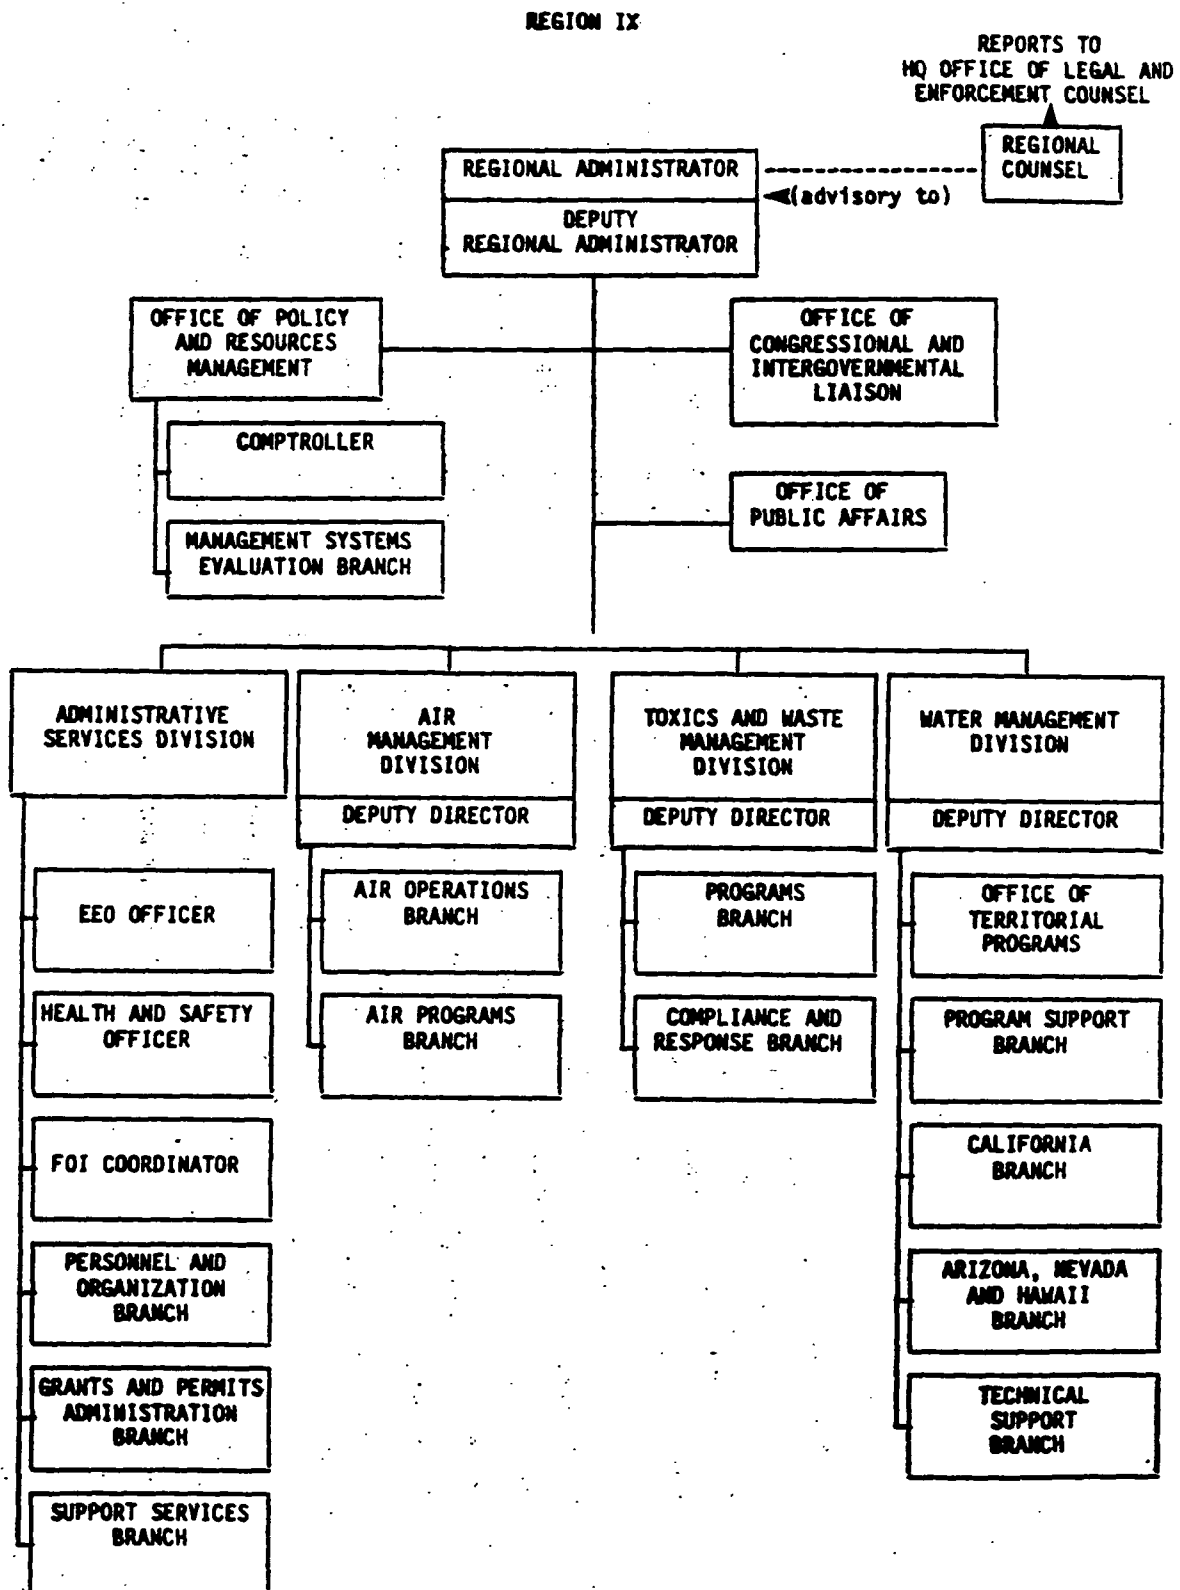 REGION IX
REPORTS TO
HQ OFFICE OF LEGAL AND
ENFORCEMENT COUNSEL
REGIONAL
COUNSEL
REGIONAL ADMINISTRATOR
(advisory to)
DEPUTY
REGIONAL ADMINISTRATOR
OFFICE OF POLICY
AND RESOURCES
MANAGEMENT
OFFICE OF
CONGRESSIONAL AND
INTERGOVERNMENTAL
LIAISON
COMPTROLLER
MANAGEMENT SYSTEMS
EVALUATION BRANCH
OFFICE OF
PUBLIC AFFAIRS
ADMINISTRATIVE
SERVICES DIVISION
EEO OFFICER
HEALTH AND SAFETY
OFFICER
FOI COORDINATOR
PERSONNEL AND
ORGANIZATION
BRANCH
GRANTS AND PERMITS
ADMINISTRATION
BRANCH
SUPPORT SERVICES
BRANCH
AIR
MANAGEMENT
DIVISION
DEPUTY DIRECTOR
AIR OPERATIONS
BRANCH
AIR PROGRAMS
BRANCH
TOXICS AND WASTE
MANAGEMENT
DIVISION
DEPUTY DIRECTOR
PROGRAMS
BRANCH
COMPLIANCE AND
RESPONSE BRANCH
WATER MANAGEMENT
DIVISION
DEPUTY DIRECTOR
OFFICE OF
TERRITORIAL
PROGRAMS
PROGRAM SUPPORT
BRANCH
CALIFORNIA
BRANCH
ARIZONA, NEVADA
AND HAWAII
BRANCH
TECHNICAL
SUPPORT
BRANCH